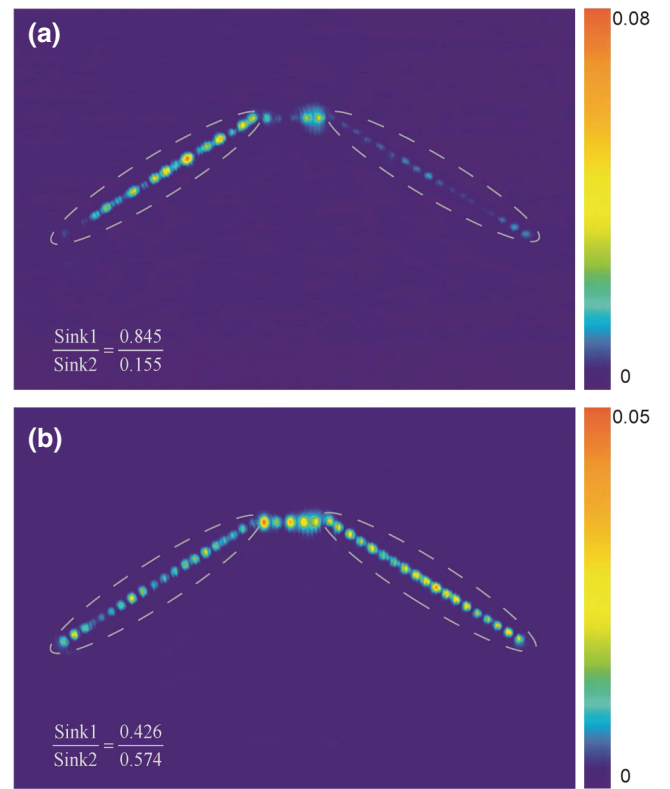 (a)
0.08
Sink1 / Sink2 = 0.845 / 0.155
0
(b)
0.05
Sink1 / Sink2 = 0.426 / 0.574
0